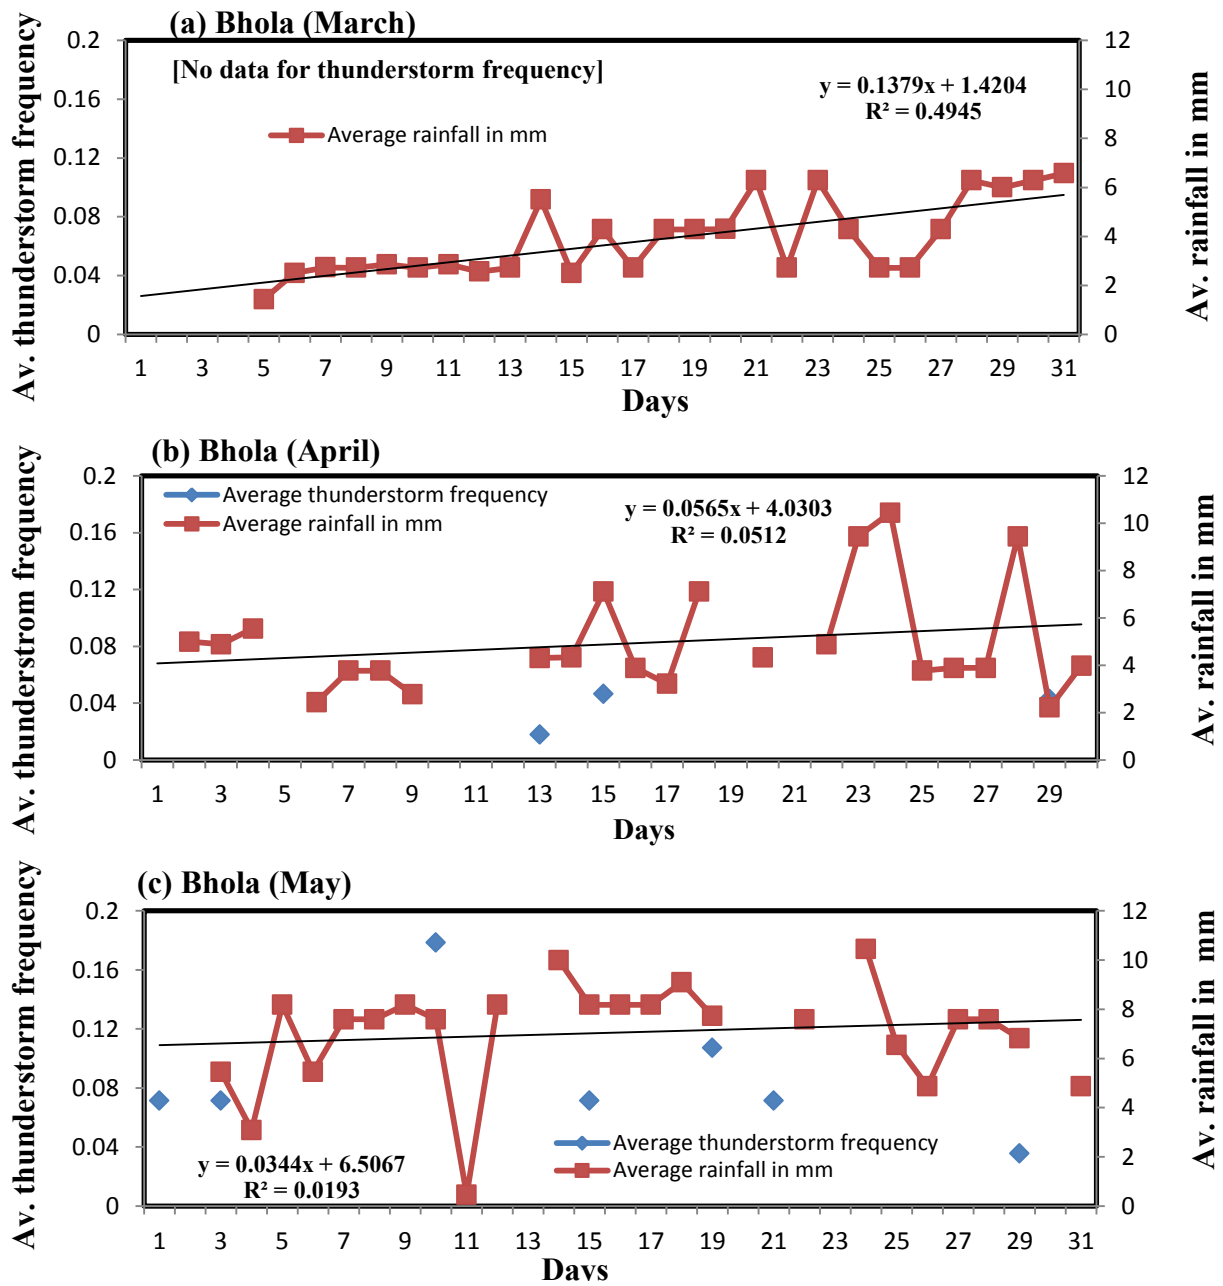 (a) Bhola (March)
Av. thunderstorm frequency
0.2
0.16
0.12
0.08
0.04
0
[No data for thunderstorm frequency]
y = 0.1379x + 1.4204
R² = 0.4945
Average rainfall in mm
12
10
8
6
4
2
0
Av. rainfall in mm
1 3 5 7 9 11 13 15 17 19 21 23 25 27 29 31
Days
(b) Bhola (April)
Av. thunderstrom frequency
0.2
0.16
0.12
0.08
0.04
0
Average thunderstorm frequency
Average rainfall in mm
y = 0.0565x + 4.0303
R² = 0.0512
12
10
8
6
4
2
0
Av. rainfall in mm
1 3 5 7 9 11 13 15 17 19 21 23 25 27 29
Days
(c) Bhola (May)
Av. thunderstorm frequency
0.2
0.16
0.12
0.08
0.04
0
Average thunderstorm frequency
Average rainfall in mm
y = 0.0344x + 6.5067
R² = 0.0193
12
10
8
6
4
2
0
Av. rainfall in mm
1 3 5 7 9 11 13 15 17 19 21 23 25 27 29 31
Days